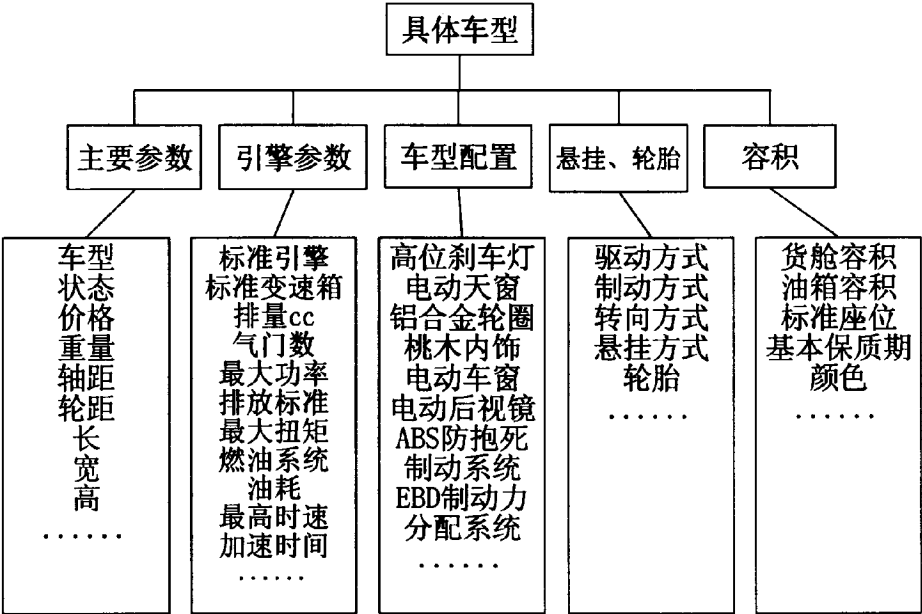 具体车型
主要参数
引擎参数
车型配置
悬挂、轮胎
容积
车型
状态
价格
重量
轴距
轮距
长
宽
高
......
标准引擎
标准变速箱
排量cc
气门数
最大功率
排放标准
最大扭矩
燃油系统
油耗
最高时速
加速时间
......
高位刹车灯
电动天窗
铝合金轮圈
桃木内饰
电动车窗
电动后视镜
ABS防抱死
制动系统
EBD制动力
分配系统
......
驱动方式
制动方式
转向方式
悬挂方式
轮胎
......
货舱容积
油箱容积
标准座位
基本保质期
颜色
......